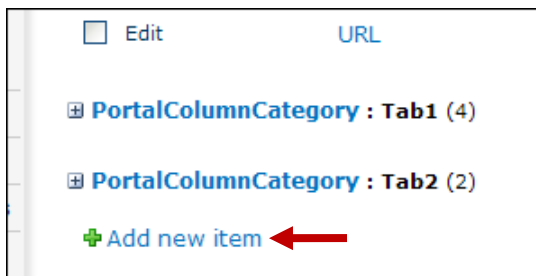 Edit URL
PortalColumnCategory : Tab1 (4)
PortalColumnCategory : Tab2 (2)
Add new item